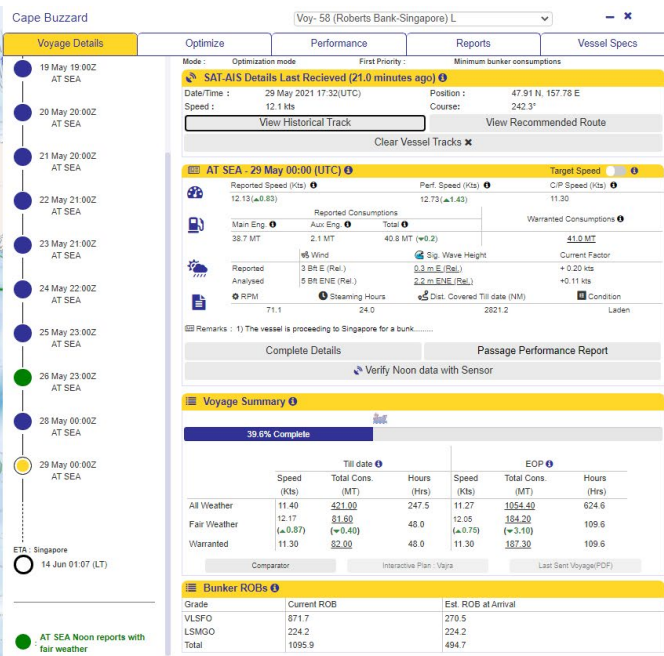 Cape Buzzard
Voy- 58 (Roberts Bank-Singapore) L
Voyage Details Optimize Performance Reports Vessel Specs
19 May 19:00Z
AT SEA
20 May 20:00Z
AT SEA
21 May 20:00Z
AT SEA
22 May 21:00Z
AT SEA
23 May 21:00Z
AT SEA
24 May 22:00Z
AT SEA
25 May 23:00Z
AT SEA
26 May 23:00Z
AT SEA
28 May 00:00Z
AT SEA
29 May 00:00Z
AT SEA
ETA : Singapore
14 Jun 01:07 (LT)
: AT SEA Noon reports with
fair weather
Mode : Optimization mode First Priority : Minimum bunker consumptions
SAT-AIS Details Last Recieved (21.0 minutes ago)
Date/Time : 29 May 2021 17:32(UTC) Position : 47.91 N, 157.78 E
Speed : 12.1 kts Course: 242.3°
View Historical Track View Recommended Route
Clear Vessel Tracks ✖
AT SEA - 29 May 00:00 (UTC) Target Speed
Reported Speed (Kts) Perf. Speed (Kts) C/P Speed (Kts)
12.13(▲0.83) 12.73(▲1.43) 11.30
Reported Consumptions
Warranted Consumptions
Main Eng. Aux Eng. Total
38.7 MT 2.1 MT 40.8 MT (▼0.2) 41.0 MT
Wind Sig. Wave Height Current Factor
Reported 3 Bft E (Rel.) 0.3 m E (Rel.) + 0.20 kts
Analysed 5 Bft ENE (Rel.) 2.2 m ENE (Rel.) +0.11 kts
RPM Steaming Hours Dist. Covered Till date (NM) Condition
71.1 24.0 2821.2 Laden
Remarks : 1) The vessel is proceeding to Singapore for a bunk.........
Complete Details Passage Performance Report
Verify Noon data with Sensor
Voyage Summary
39.6% Complete
Till date EOP
Speed Total Cons. Hours Speed Total Cons. Hours
(Kts) (MT) (Hrs) (Kts) (MT) (Hrs)
All Weather 11.40 421.00 247.5 11.27 1054.40 624.6
Fair Weather 12.17 81.60 48.0 12.05 184.20 109.6
(▲0.87) (▼0.40) (▲0.75) (▼3.10)
Warranted 11.30 82.00 48.0 11.30 187.30 109.6
Comparator Interactive Plan : Vajra Last Sent Voyage(PDF)
Bunker ROBs
Grade Current ROB Est. ROB at Arrival
VLSFO 871.7 270.5
LSMGO 224.2 224.2
Total 1095.9 494.7